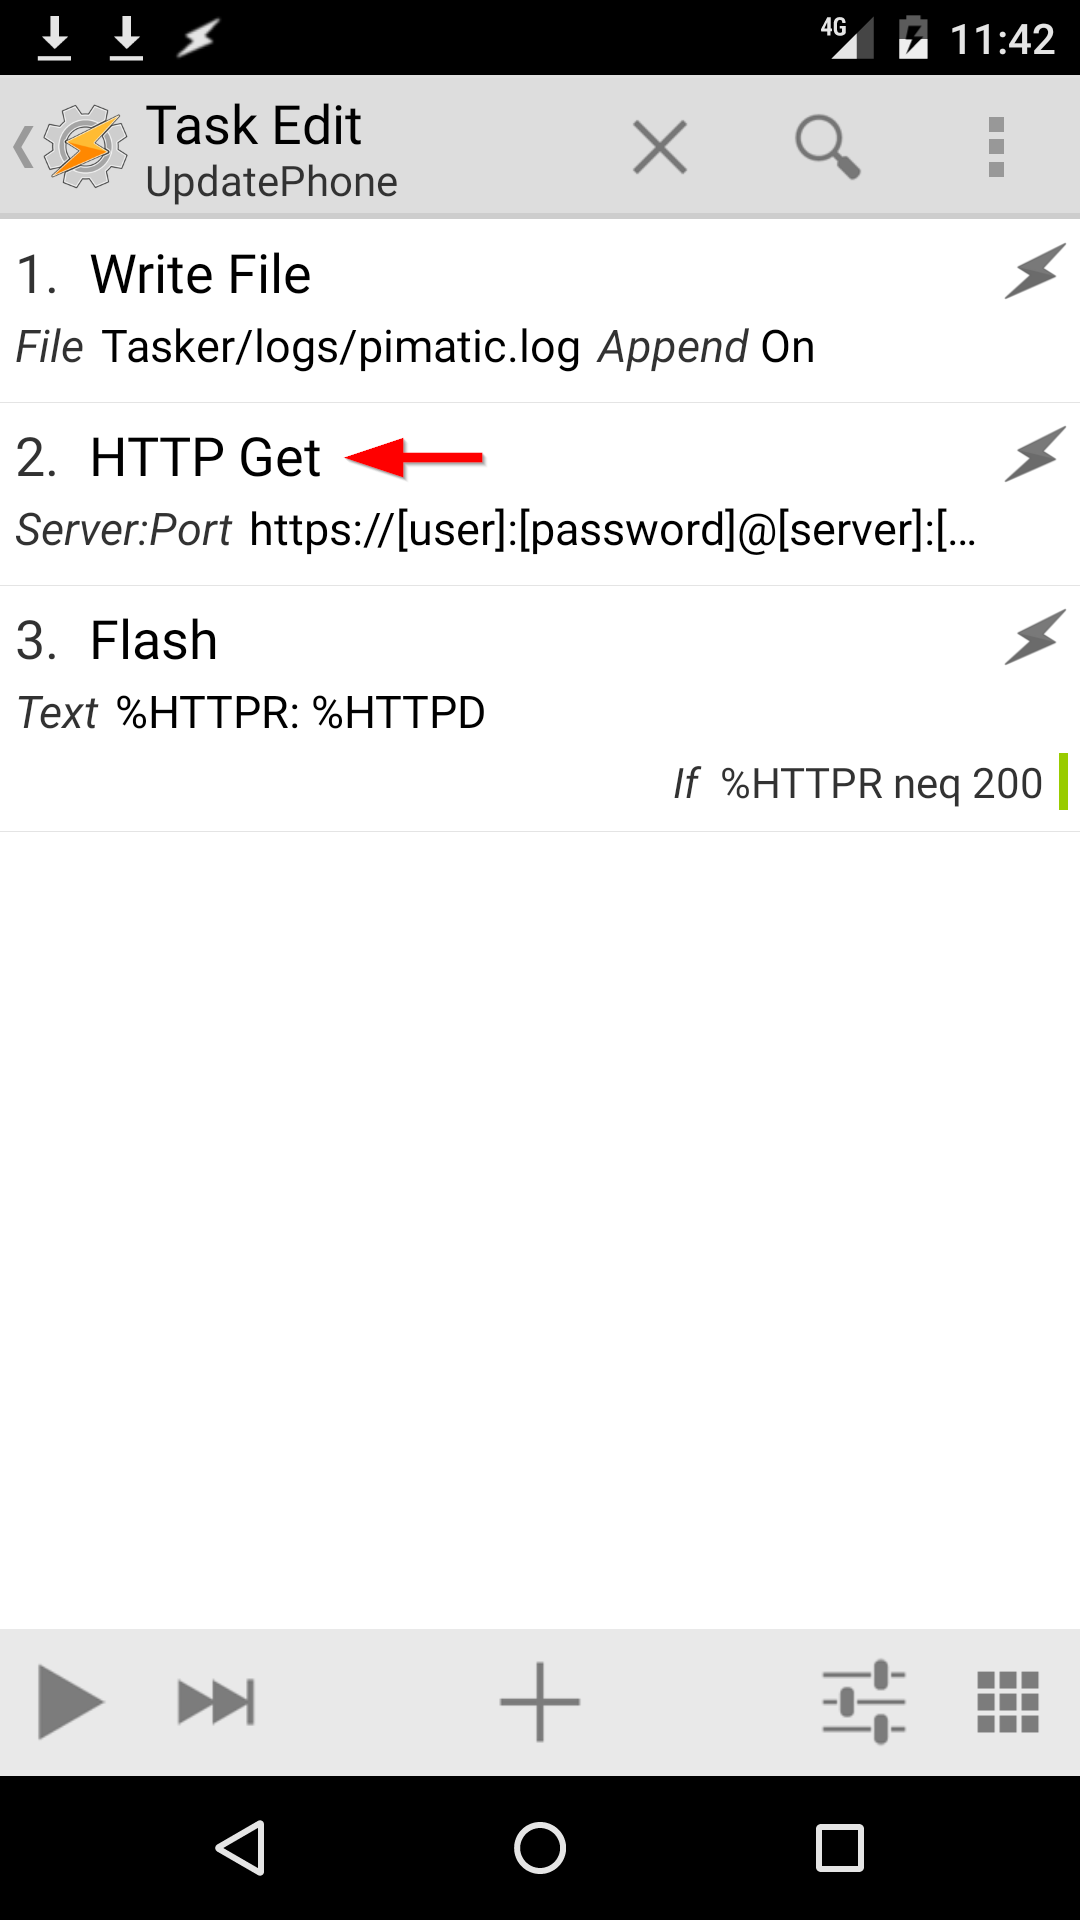 4G 11:42
Task Edit
UpdatePhone
1. Write File
File Tasker/logs/pimatic.log Append On
2. HTTP Get
Server:Port https://[user]:[password]@[server]:[...
3. Flash
Text %HTTPR: %HTTPD
If %HTTPR neq 200